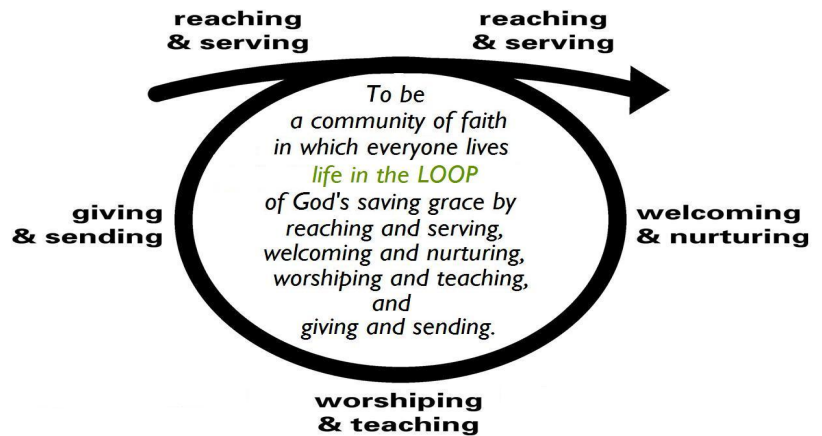 reaching
& serving
reaching
& serving
To be
a community of faith
in which everyone lives
life in the LOOP
of God's saving grace by
reaching and serving,
welcoming and nurturing,
worshiping and teaching,
and
giving and sending.
giving
& sending
welcoming
& nurturing
worshiping
& teaching